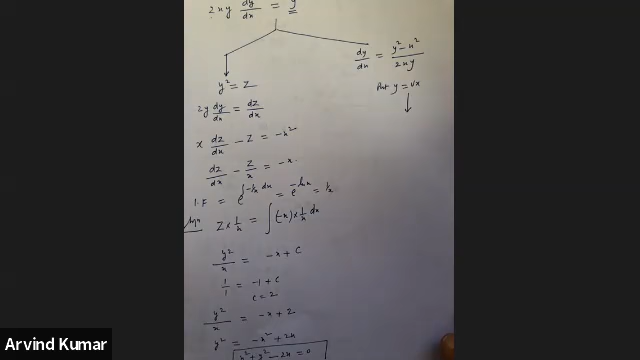 2xy dy/dx = y
y² = Z
2y dy/dx = dZ/dx
x dZ/dx - Z = -x²
dZ/dx - Z/x = -x
I.F = e^∫-1/x dx = e^-lnx = 1/x
Z × 1/x = ∫(-x) × 1/x dx
y²/x = -x + C
1/1 = -1 + C
C = 2
y²/x = -x + 2
y² = -x² + 2x
x² + y² - 2x = 0
dy/dx = y² - x² / 2xy
Put y = vx
Arvind Kumar